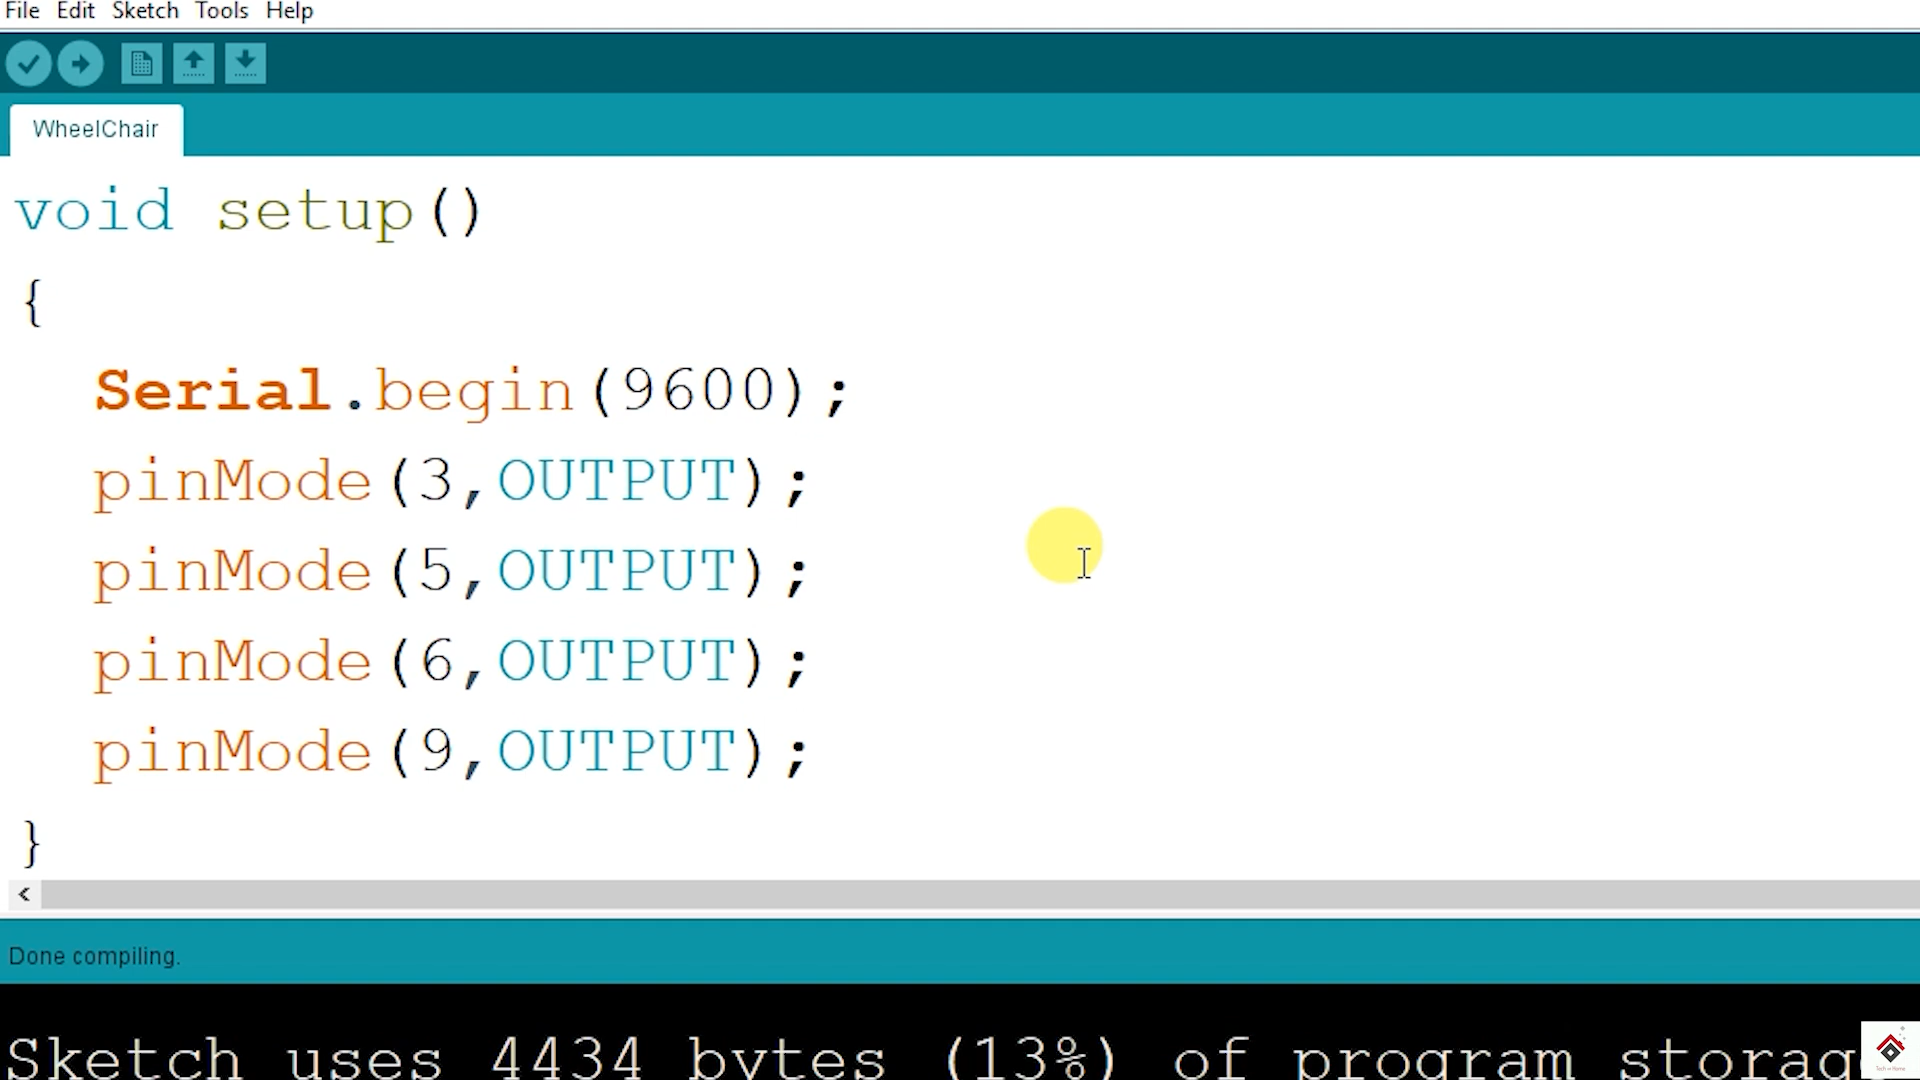 File Edit Sketch Tools Help
WheelChair
void setup()
{
Serial.begin(9600);
pinMode(3,OUTPUT);
pinMode(5,OUTPUT);
pinMode(6,OUTPUT);
pinMode(9,OUTPUT);
}
Done compiling.
Sketch uses 4434 bytes (13%) of program storag